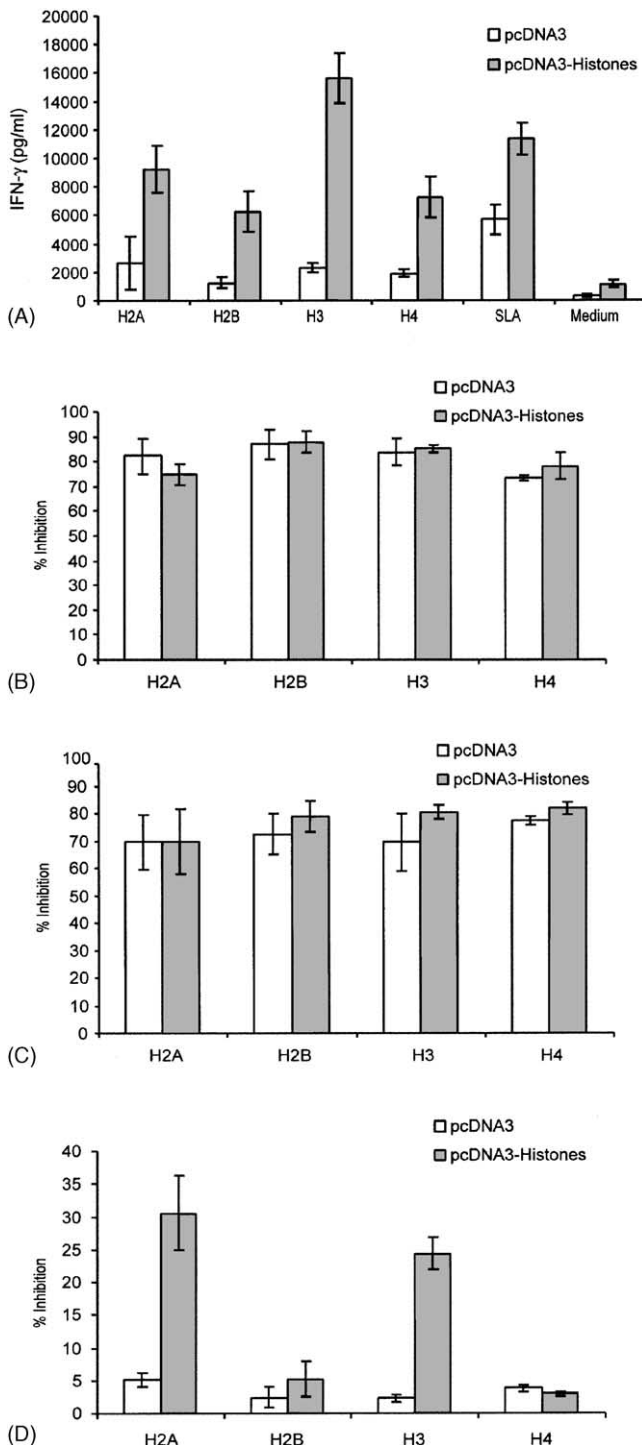 20000
18000
16000
14000
12000
10000
8000
6000
4000
2000
0
IFN-γ (pg/ml)
pcDNA3
pcDNA3-Histones
H2A H2B H3 H4 SLA Medium
(A)
pcDNA3
pcDNA3-Histones
100
90
80
70
60
50
40
30
20
10
0
% Inhibition
H2A H2B H3 H4
(B)
pcDNA3
pcDNA3-Histones
100
90
80
70
60
50
40
30
20
10
0
% Inhibition
H2A H2B H3 H4
(C)
pcDNA3
pcDNA3-Histones
40
35
30
25
20
15
10
5
0
% Inhibition
H2A H2B H3 H4
(D)